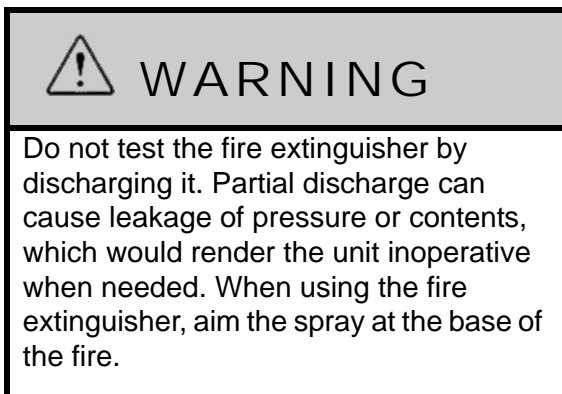 WARNING
Do not test the fire extinguisher by
discharging it. Partial discharge can
cause leakage of pressure or contents,
which would render the unit inoperative
when needed. When using the fire
extinguisher, aim the spray at the base of
the fire.